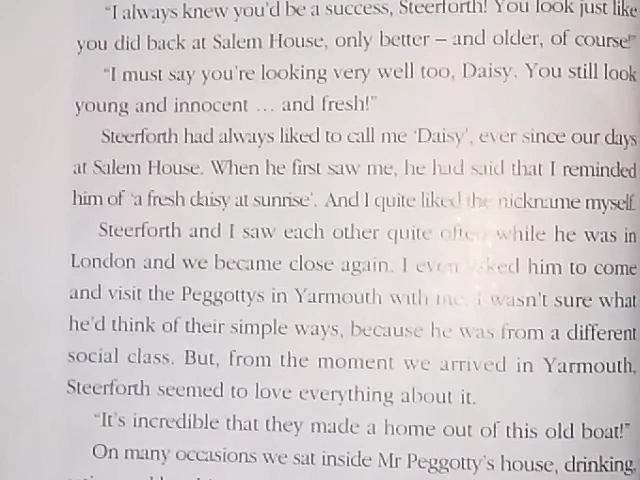 "I always knew you'd be a success, Steerforth! You look just like
you did back at Salem House, only better – and older, of course!"
"I must say you're looking very well too, Daisy. You still look
young and innocent ... and fresh!"
Steerforth had always liked to call me 'Daisy', ever since our days
at Salem House. When he first saw me, he had said that I reminded
him of 'a fresh daisy at sunrise'. And I quite liked the nickname myself.
Steerforth and I saw each other quite often while he was in
London and we became close again. I even asked him to come
and visit the Peggottys in Yarmouth with me. I wasn't sure what
he'd think of their simple ways, because he was from a different
social class. But, from the moment we arrived in Yarmouth,
Steerforth seemed to love everything about it.
"It's incredible that they made a home out of this old boat!"
On many occasions we sat inside Mr Peggotty's house, drinking,